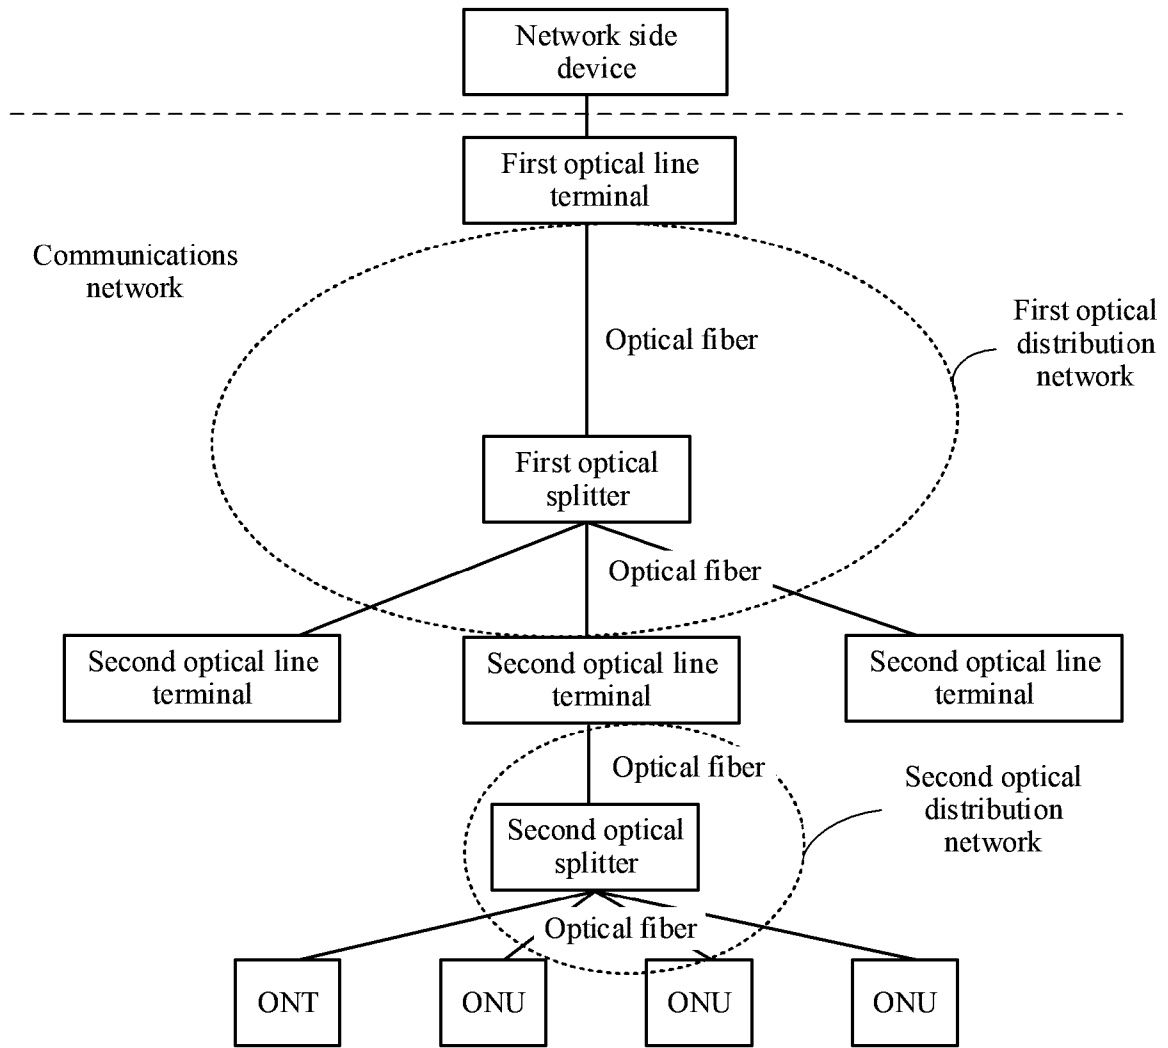 Network side
device
First optical line
terminal
Communications
network
First optical
distribution
network
Optical fiber
First optical
splitter
Optical fiber
Second optical line
terminal
Second optical line
terminal
Second optical line
terminal
Optical fiber
Second optical
distribution
network
Second optical
splitter
Optical fiber
ONT
ONU
ONU
ONU